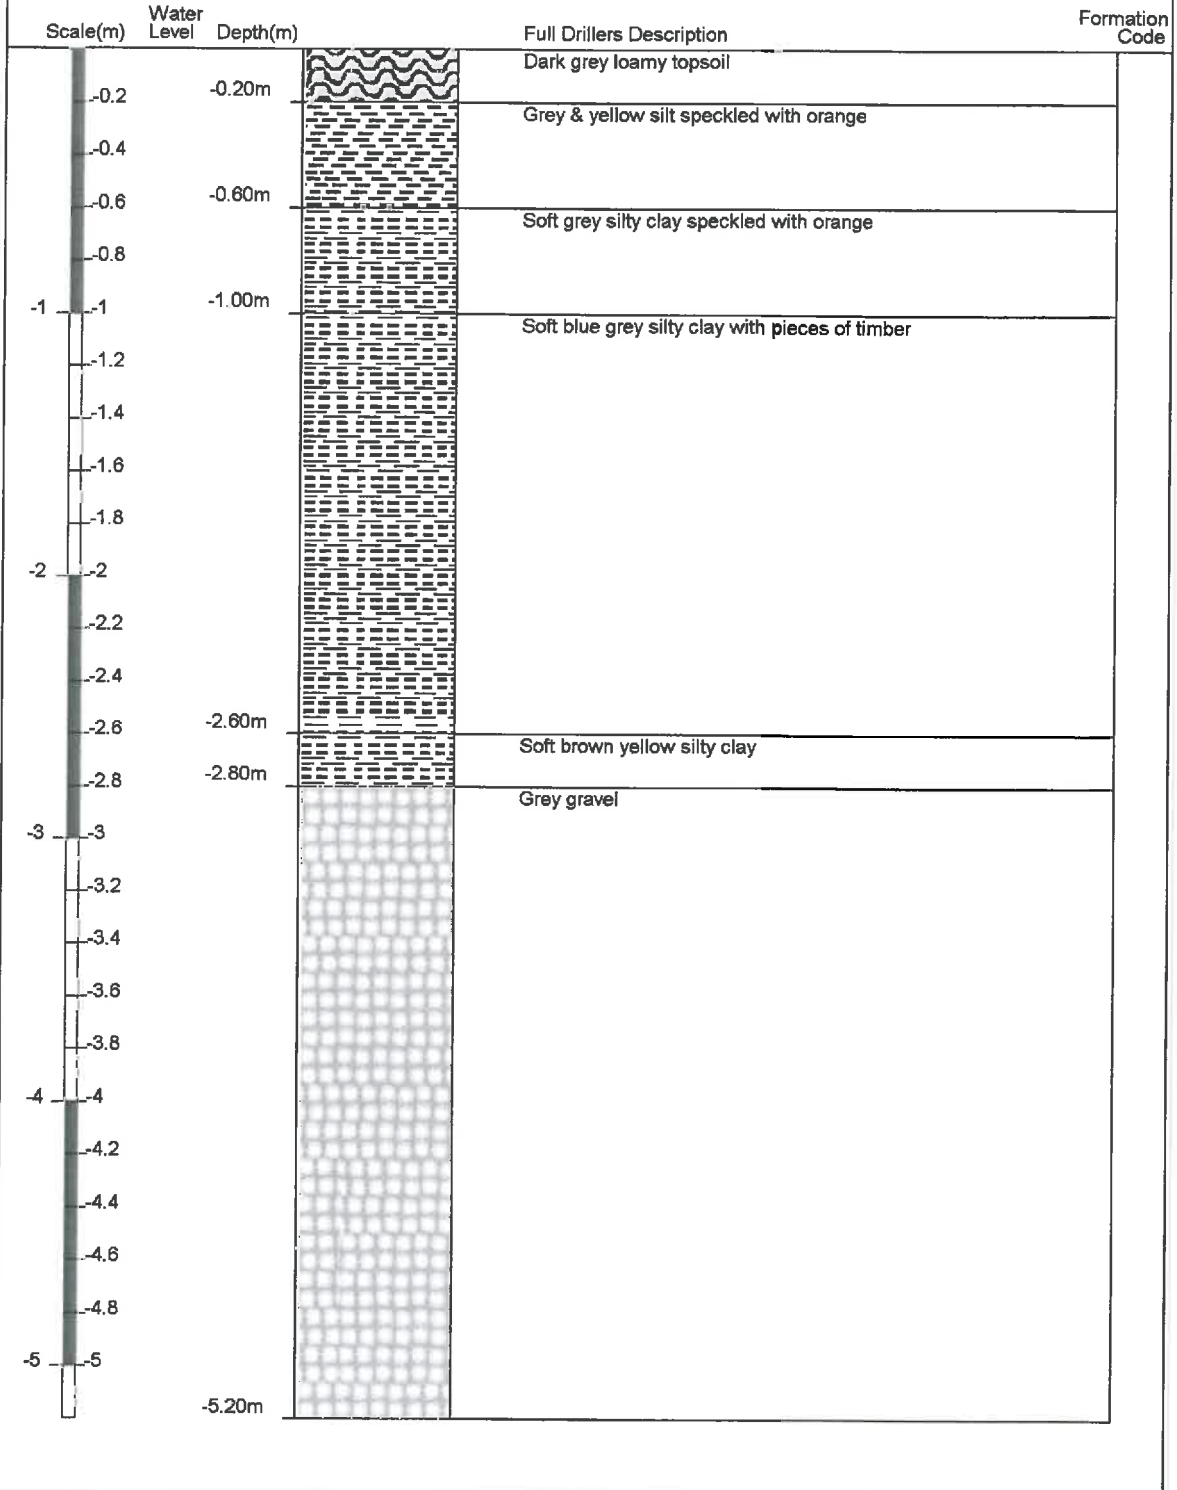 Scale(m) Water Level Depth(m) Full Drillers Description Formation Code
Dark grey loamy topsoil
-0.2 -0.20m
Grey & yellow silt speckled with orange
-0.4
-0.6 -0.60m
Soft grey silty clay speckled with orange
-0.8
-1 -1 -1.00m
Soft blue grey silty clay with pieces of timber
-1.2
-1.4
-1.6
-1.8
-2 -2
-2.2
-2.4
-2.6 -2.60m
Soft brown yellow silty clay
-2.8 -2.80m
Grey gravel
-3 -3
-3.2
-3.4
-3.6
-3.8
-4 -4
-4.2
-4.4
-4.6
-4.8
-5 -5
-5.20m